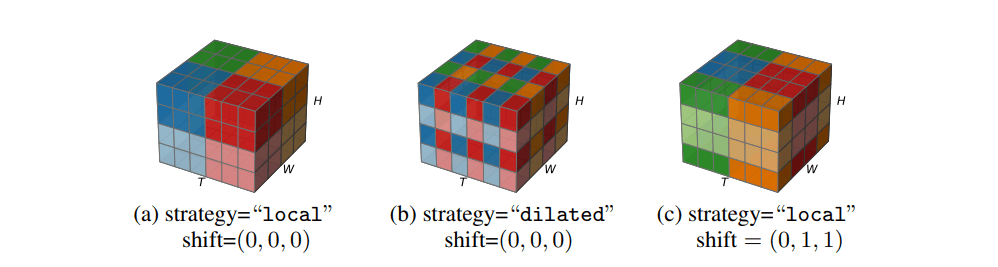 H
W
T
H
W
T
H
W
T
(a) strategy=“local”
shift=(0, 0, 0)
(b) strategy=“dilated”
shift=(0, 0, 0)
(c) strategy=“local”
shift = (0, 1, 1)